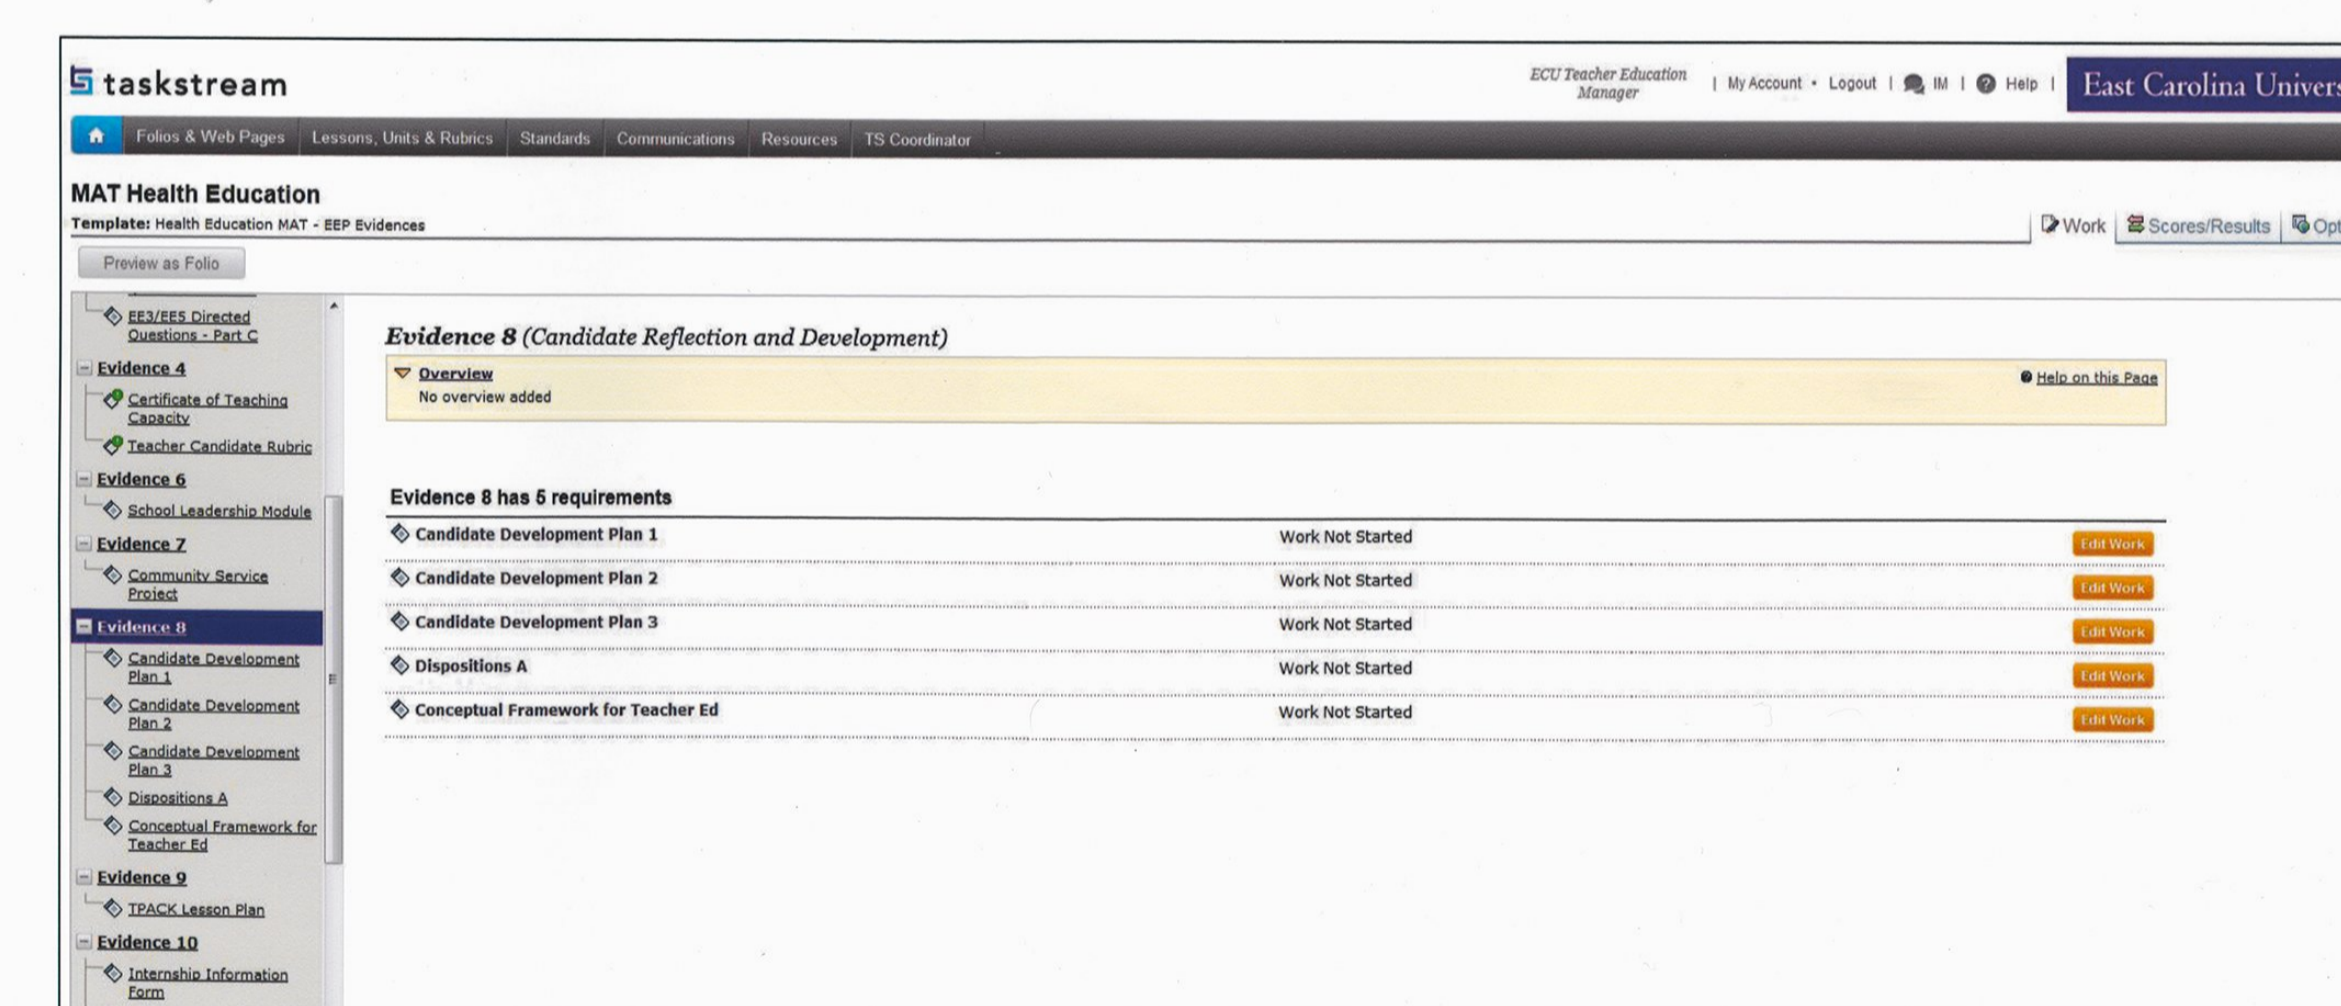 taskstream
ECU Teacher Education
Manager
| My Account • Logout | IM | Help |
East Carolina
Folios & Web Pages
Lessons, Units & Rubrics
Standards
Communications
Resources
TS Coordinator
MAT Health Education
Template: Health Education MAT - EEP Evidences
Work
Scores/Results
Preview as Folio
EE3/EE5 Directed
Questions - Part C
Evidence 4
Certificate of Teaching
Capacity
Teacher Candidate Rubric
Evidence 6
School Leadership Module
Evidence 7
Community Service
Project
Evidence 8
Candidate Development
Plan 1
Candidate Development
Plan 2
Candidate Development
Plan 3
Dispositions A
Conceptual Framework for
Teacher Ed
Evidence 9
TPACK Lesson Plan
Evidence 10
Internship Information
Form
Evidence 8 (Candidate Reflection and Development)
Overview
Help on this Page
No overview added
Evidence 8 has 5 requirements
Candidate Development Plan 1 Work Not Started Edit Work
Candidate Development Plan 2 Work Not Started Edit Work
Candidate Development Plan 3 Work Not Started Edit Work
Dispositions A Work Not Started Edit Work
Conceptual Framework for Teacher Ed Work Not Started Edit Work